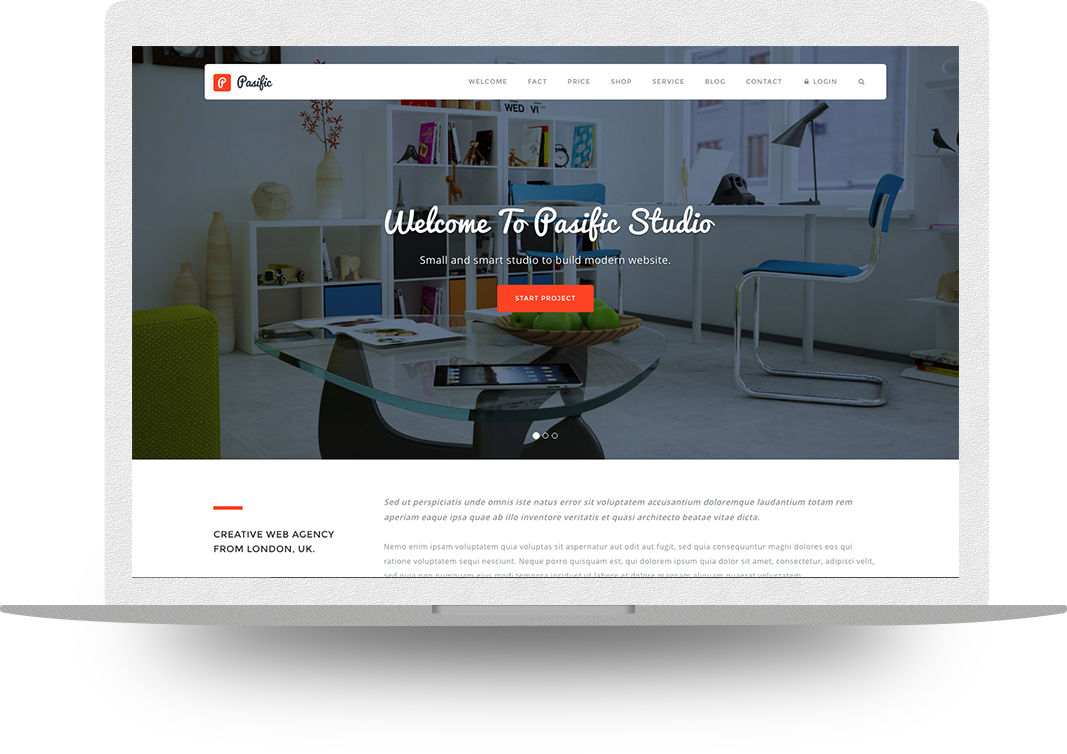 P Pasific WELCOME FACT PRICE SHOP SERVICE BLOG CONTACT LOGIN
WED VI
Welcome To Pasific Studio
Small and smart studio to build modern website.
START PROJECT
CREATIVE WEB AGENCY
FROM LONDON, UK.
Sed ut perspiciatis unde omnis iste natus error sit voluptatem accusantium doloremque laudantium totam rem
aperiam eaque ipsa quae ab illo inventore veritatis et quasi architecto beatae vitae dicta.
Nemo enim ipsam voluptatem quia voluptas sit aspernatur aut odit aut fugit, sed quia consequuntur magni dolores eos qui
ratione voluptatem sequi nesciunt. Neque porro quisquam est, qui dolorem ipsum quia dolor sit amet, consectetur, adipisci velit,
sed quia non numquam eius modi tempora incidunt ut labore et dolore magnam aliquam quaerat voluptatem.